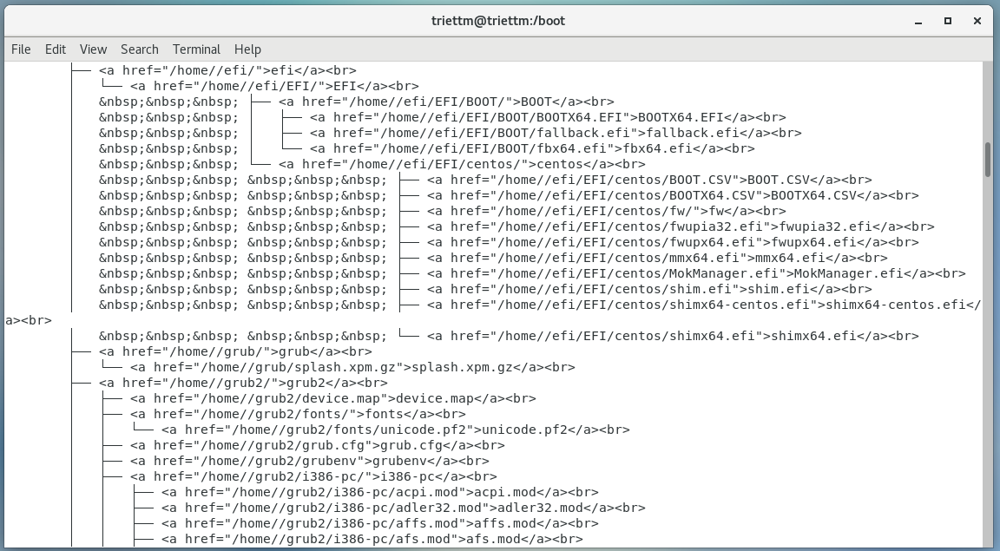 triettm@triettm:/boot
File Edit View Search Terminal Help
├── <a href="/home//efi/">efi</a><br>
│   └── <a href="/home//efi/EFI/">EFI</a><br>
│   &nbsp;&nbsp;&nbsp; ├── <a href="/home//efi/EFI/BOOT/">BOOT</a><br>
│   &nbsp;&nbsp;&nbsp; │   ├── <a href="/home//efi/EFI/BOOT/BOOTX64.EFI">BOOTX64.EFI</a><br>
│   &nbsp;&nbsp;&nbsp; │   ├── <a href="/home//efi/EFI/BOOT/fallback.efi">fallback.efi</a><br>
│   &nbsp;&nbsp;&nbsp; │   └── <a href="/home//efi/EFI/BOOT/fbx64.efi">fbx64.efi</a><br>
│   &nbsp;&nbsp;&nbsp; └── <a href="/home//efi/EFI/centos/">centos</a><br>
│   &nbsp;&nbsp;&nbsp; &nbsp;&nbsp;&nbsp; ├── <a href="/home//efi/EFI/centos/BOOT.CSV">BOOT.CSV</a><br>
│   &nbsp;&nbsp;&nbsp; &nbsp;&nbsp;&nbsp; ├── <a href="/home//efi/EFI/centos/BOOTX64.CSV">BOOTX64.CSV</a><br>
│   &nbsp;&nbsp;&nbsp; &nbsp;&nbsp;&nbsp; ├── <a href="/home//efi/EFI/centos/fw/">fw</a><br>
│   &nbsp;&nbsp;&nbsp; &nbsp;&nbsp;&nbsp; ├── <a href="/home//efi/EFI/centos/fwupia32.efi">fwupia32.efi</a><br>
│   &nbsp;&nbsp;&nbsp; &nbsp;&nbsp;&nbsp; ├── <a href="/home//efi/EFI/centos/fwupx64.efi">fwupx64.efi</a><br>
│   &nbsp;&nbsp;&nbsp; &nbsp;&nbsp;&nbsp; ├── <a href="/home//efi/EFI/centos/mmx64.efi">mmx64.efi</a><br>
│   &nbsp;&nbsp;&nbsp; &nbsp;&nbsp;&nbsp; ├── <a href="/home//efi/EFI/centos/MokManager.efi">MokManager.efi</a><br>
│   &nbsp;&nbsp;&nbsp; &nbsp;&nbsp;&nbsp; ├── <a href="/home//efi/EFI/centos/shim.efi">shim.efi</a><br>
│   &nbsp;&nbsp;&nbsp; &nbsp;&nbsp;&nbsp; ├── <a href="/home//efi/EFI/centos/shimx64-centos.efi">shimx64-centos.efi</
a><br>
│   &nbsp;&nbsp;&nbsp; &nbsp;&nbsp;&nbsp; └── <a href="/home//efi/EFI/centos/shimx64.efi">shimx64.efi</a><br>
├── <a href="/home//grub/">grub</a><br>
│   └── <a href="/home//grub/splash.xpm.gz">splash.xpm.gz</a><br>
├── <a href="/home//grub2/">grub2</a><br>
│   ├── <a href="/home//grub2/device.map">device.map</a><br>
│   ├── <a href="/home//grub2/fonts/">fonts</a><br>
│   │   └── <a href="/home//grub2/fonts/unicode.pf2">unicode.pf2</a><br>
│   ├── <a href="/home//grub2/grub.cfg">grub.cfg</a><br>
│   ├── <a href="/home//grub2/grubenv">grubenv</a><br>
│   ├── <a href="/home//grub2/i386-pc/">i386-pc</a><br>
│   │   ├── <a href="/home//grub2/i386-pc/acpi.mod">acpi.mod</a><br>
│   │   ├── <a href="/home//grub2/i386-pc/adler32.mod">adler32.mod</a><br>
│   │   ├── <a href="/home//grub2/i386-pc/affs.mod">affs.mod</a><br>
│   │   ├── <a href="/home//grub2/i386-pc/afs.mod">afs.mod</a><br>